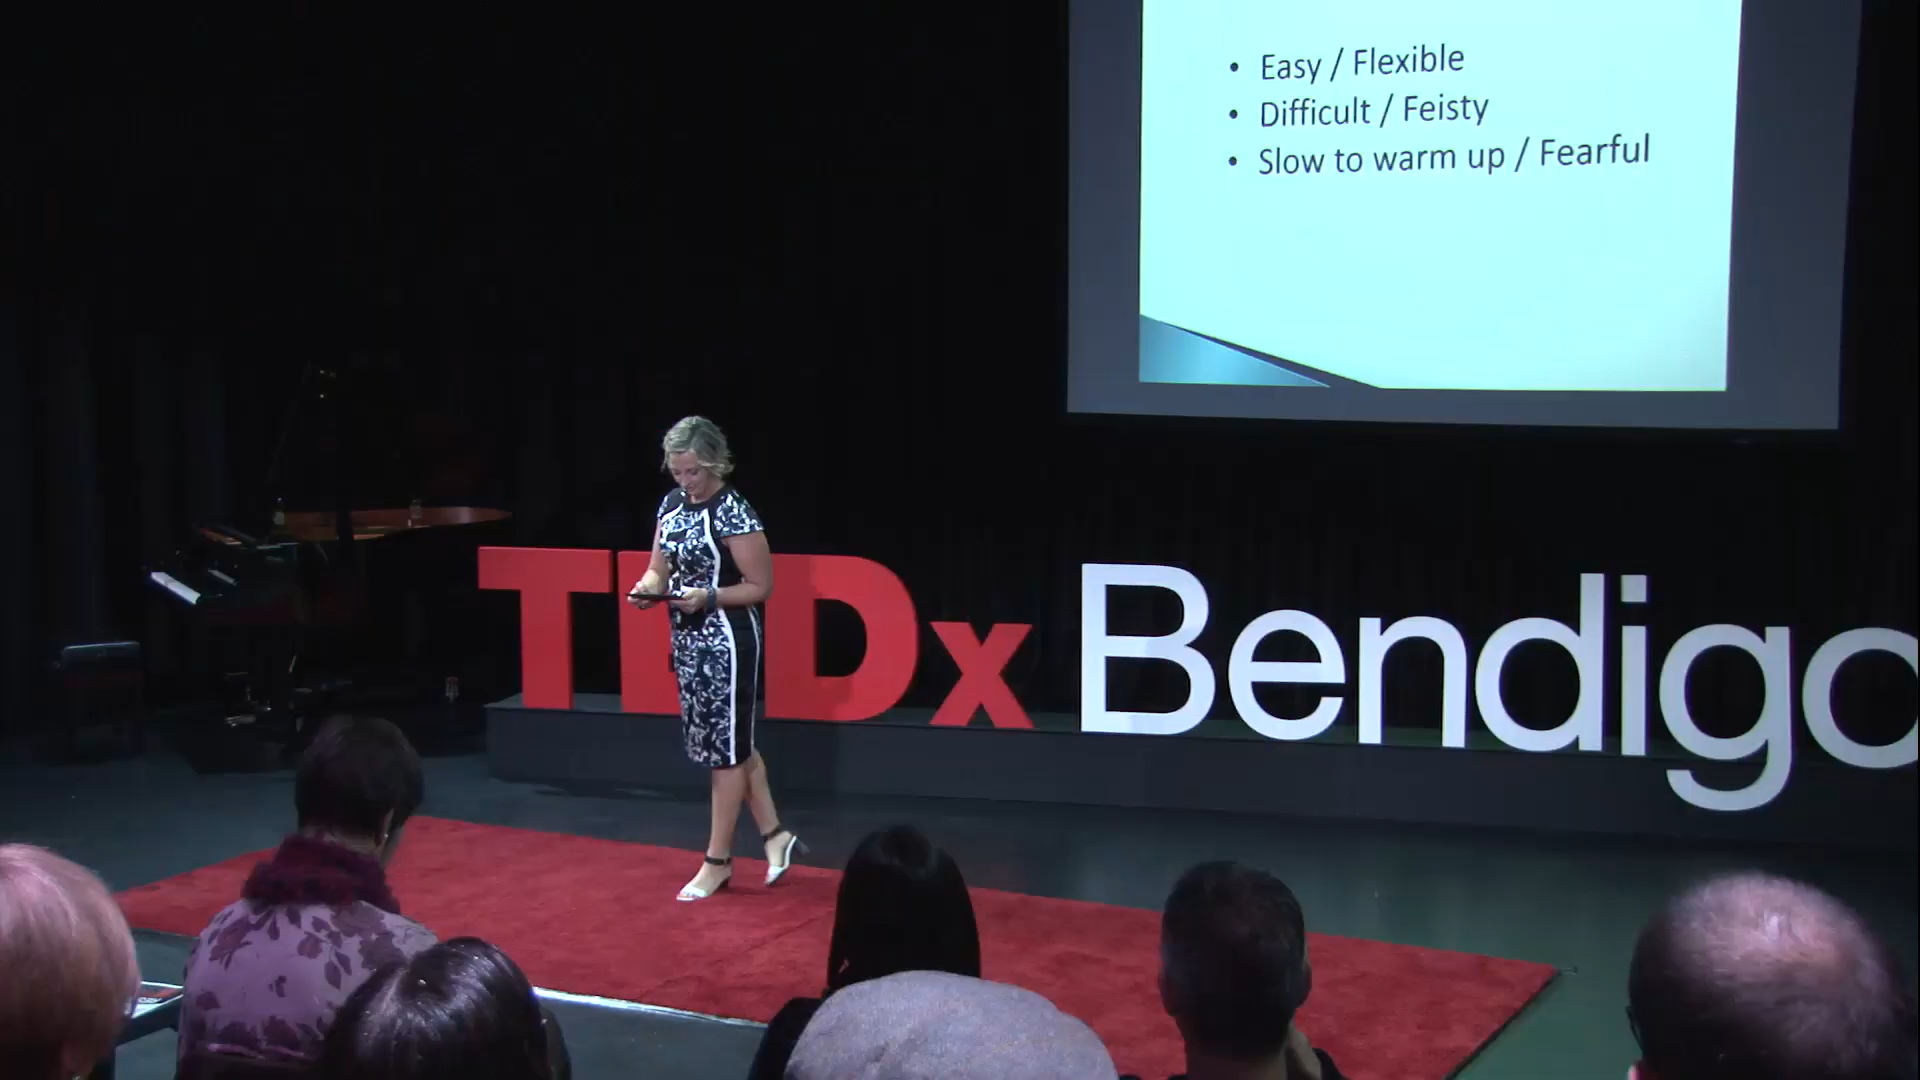 • Easy / Flexible
• Difficult / Feisty
• Slow to warm up / Fearful
TEDx Bendigo